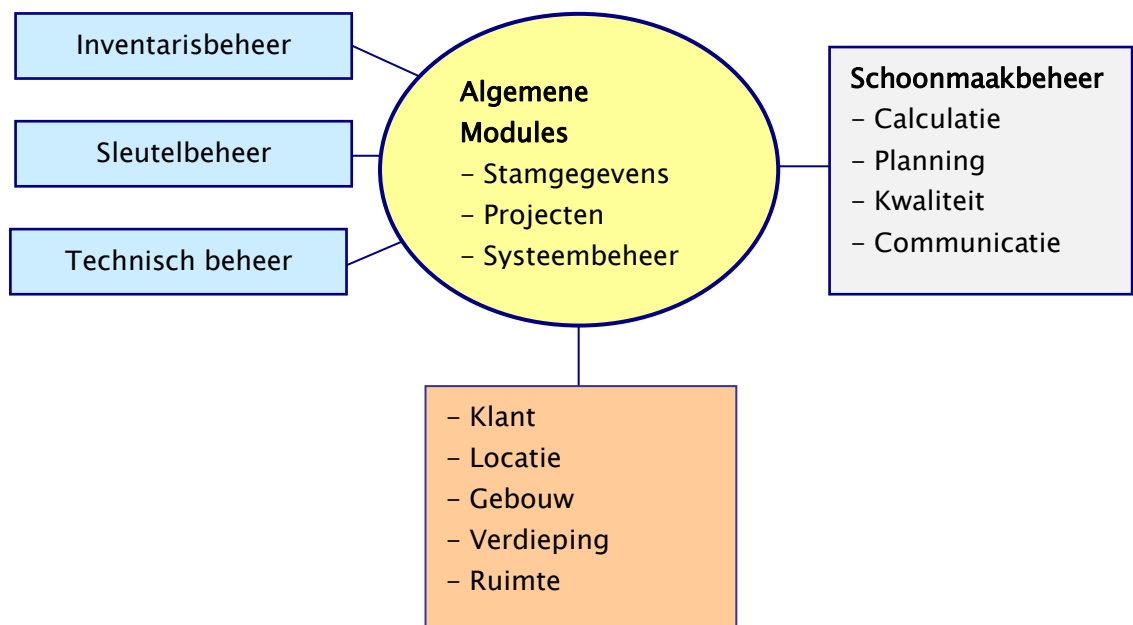 Inventarisbeheer
Sleutelbeheer
Technisch beheer
Algemene
Modules
– Stamgegevens
– Projecten
– Systeembeheer
Schoonmaakbeheer
– Calculatie
– Planning
– Kwaliteit
– Communicatie
– Klant
– Locatie
– Gebouw
– Verdieping
– Ruimte